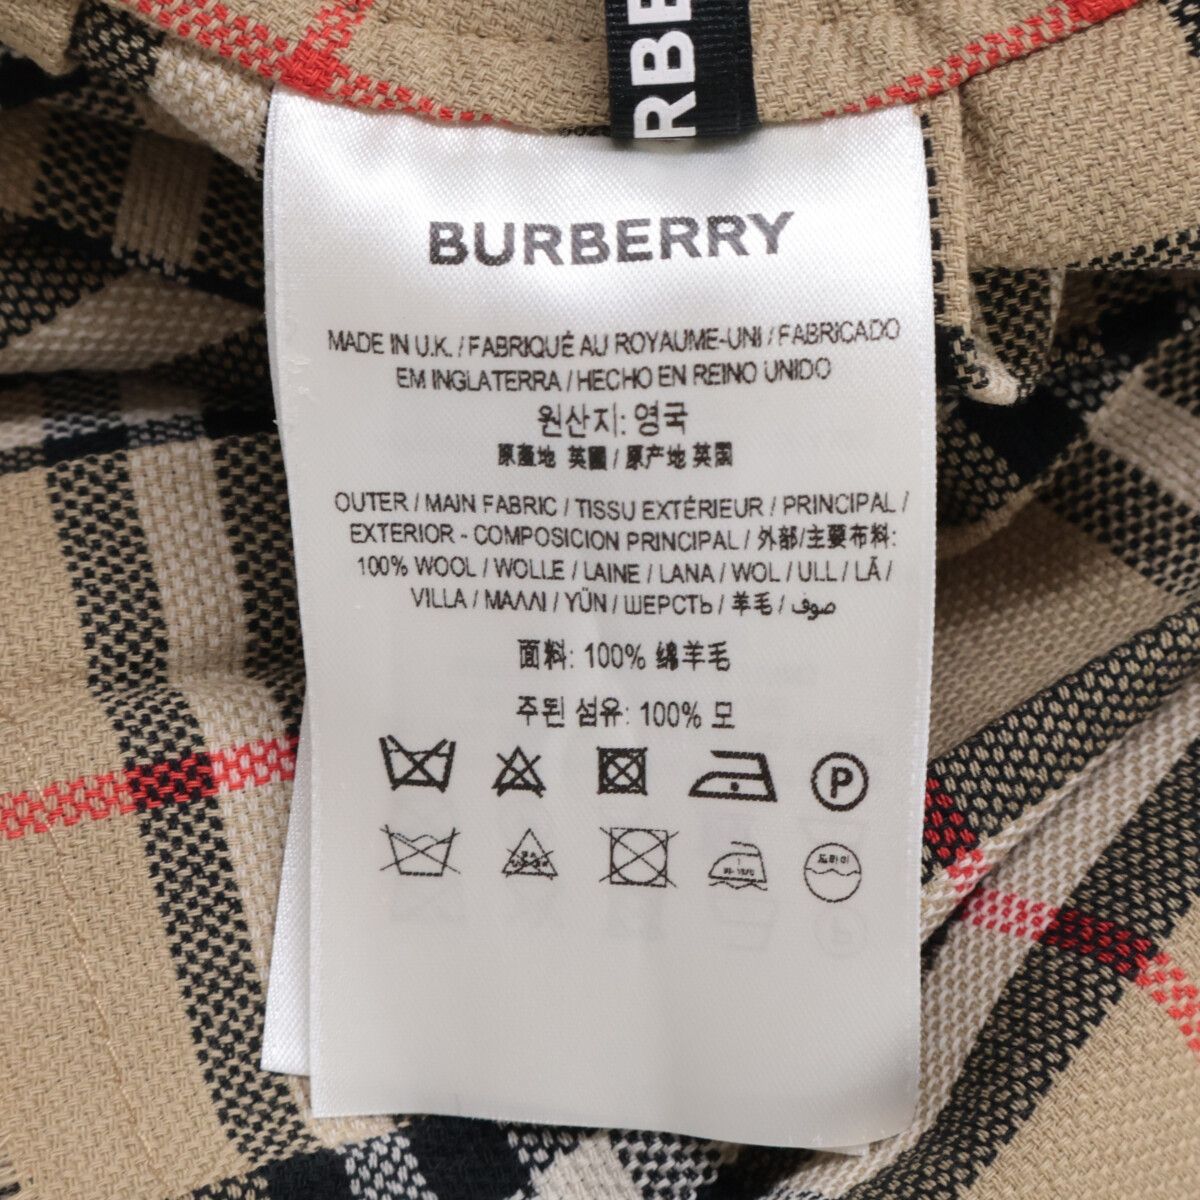 RBE
BURBERRY
MADE IN U.K. / FABRIQUÉ AU ROYAUME-UNI / FABRICADO
EM INGLATERRA / HECHO EN REINO UNIDO
원산지: 영국
原產地 英國 / 原产地 英国
OUTER / MAIN FABRIC / TISSU EXTÉRIEUR / PRINCIPAL /
EXTERIOR - COMPOSICION PRINCIPAL / 外部/主要布料:
100% WOOL / WOLLE / LAINE / LANA / WOL / ULL / LÃ /
VILLA / ΜΑΛΛΙ / YÜN / ШЕРСТЬ / 羊毛 / صوف
面料: 100% 绵羊毛
주된 섬유: 100% 모
P
드라이